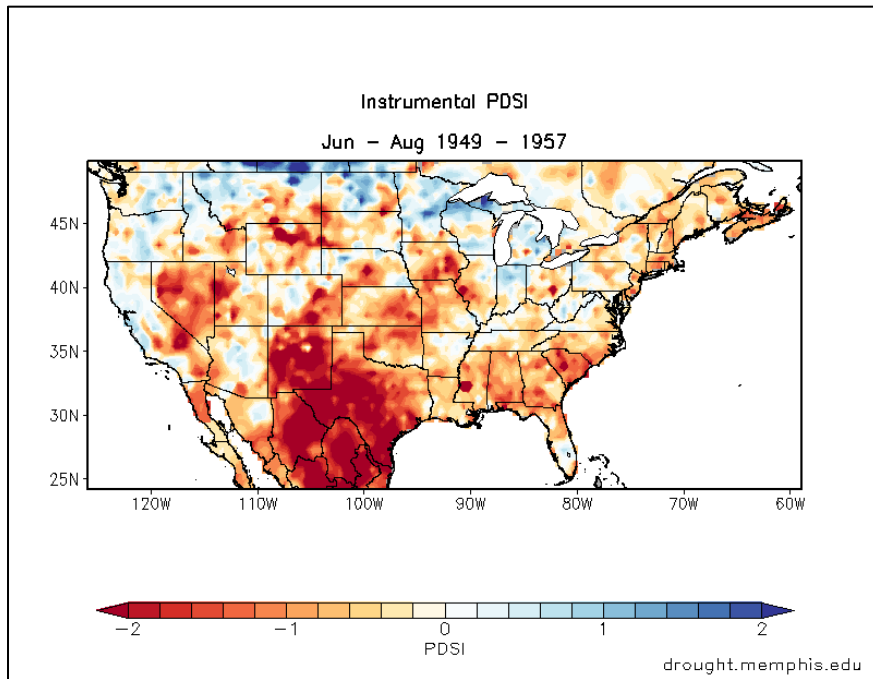 Instrumental PDSI
Jun - Aug 1949 - 1957
45N
40N
35N
30N
25N
120W 110W 100W 90W 80W 70W 60W
-2 -1 0 1 2
PDSI
drought.memphis.edu